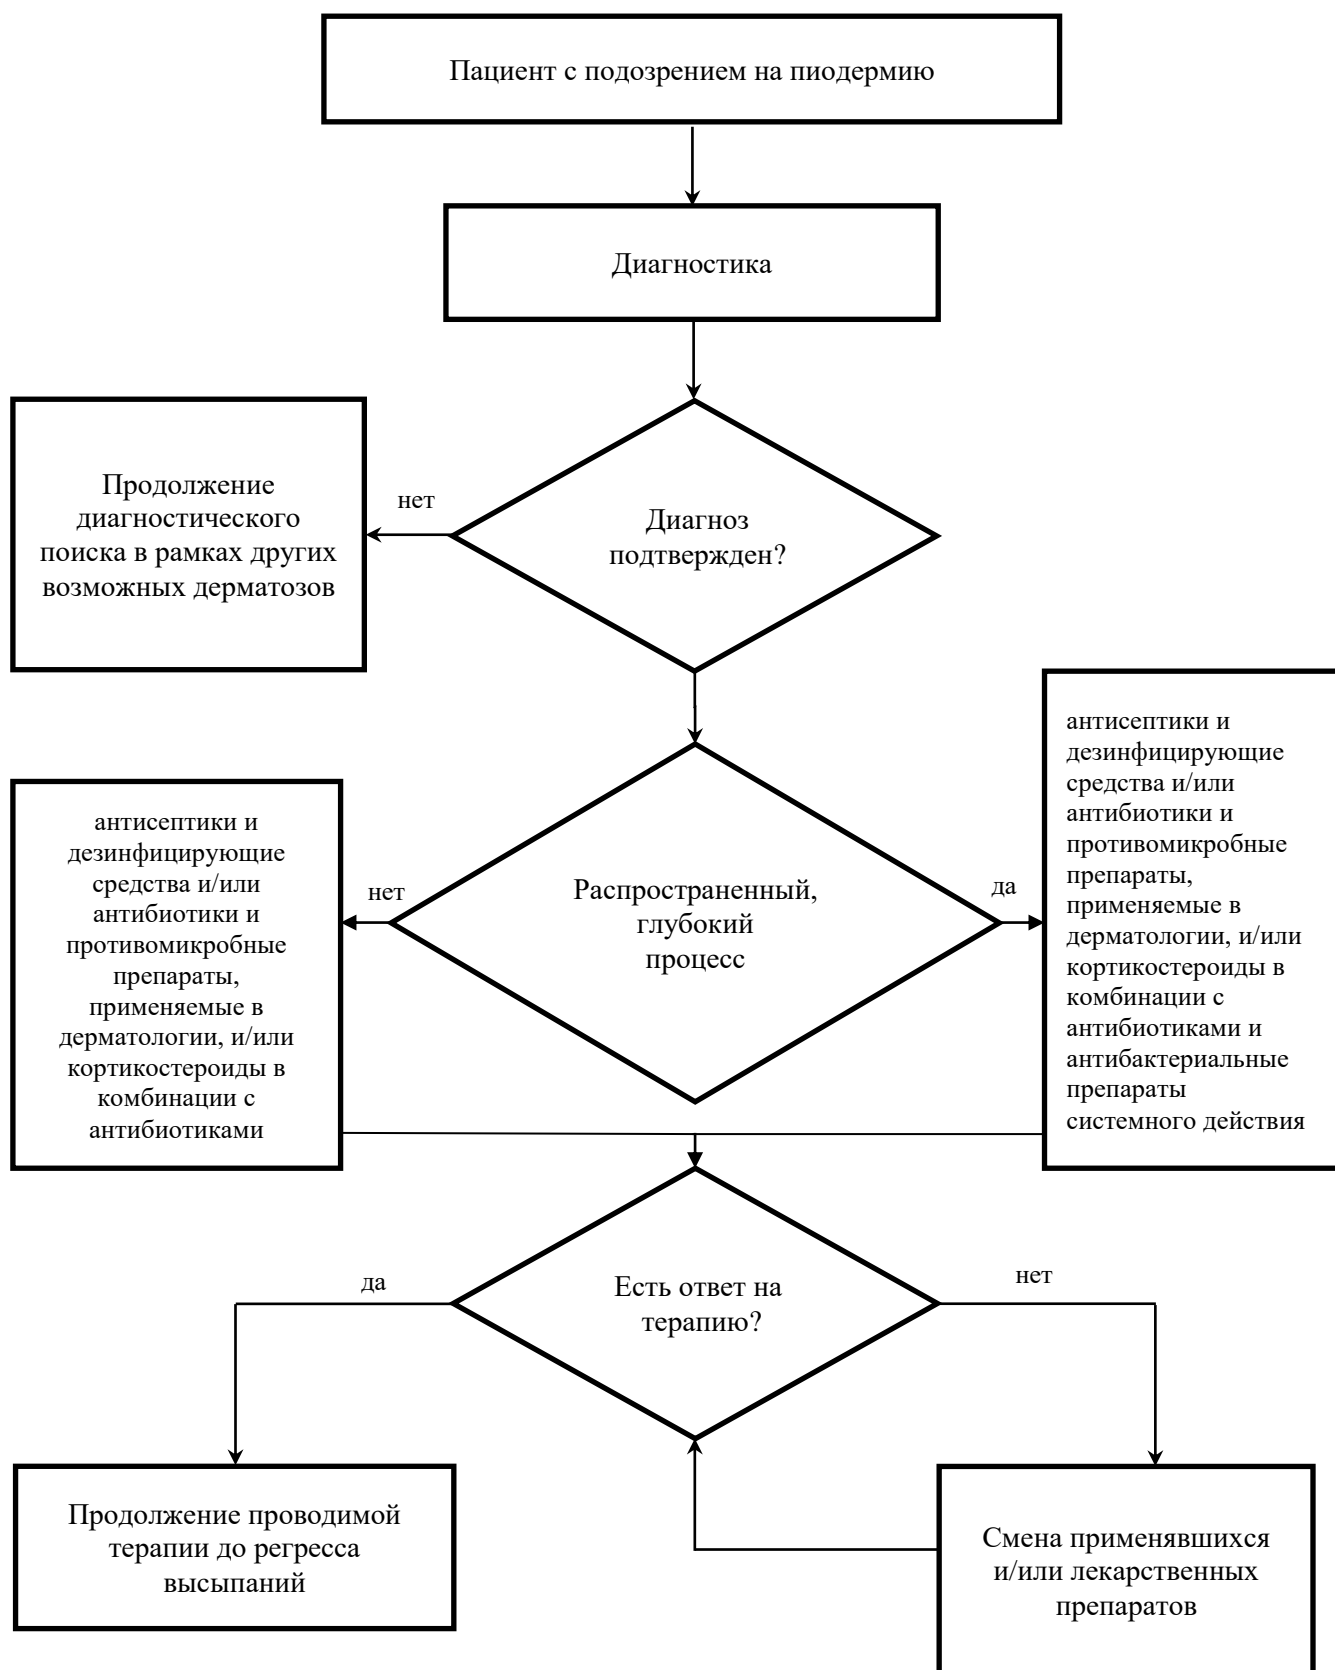 Пациент с подозрением на пиодермию
Диагностика
Продолжение
диагностического
поиска в рамках других
возможных дерматозов
нет
Диагноз
подтвержден?
антисептики и
дезинфицирующие
средства и/или
антибиотики и
противомикробные
препараты,
применяемые в
дерматологии, и/или
кортикостероиды в
комбинации с
антибиотиками
нет
Распространенный,
глубокий
процесс
да
антисептики и
дезинфицирующие
средства и/или
антибиотики и
противомикробные
препараты,
применяемые в
дерматологии, и/или
кортикостероиды в
комбинации с
антибиотиками и
антибактериальные
препараты
системного действия
да
Есть ответ на
терапию?
нет
Продолжение проводимой
терапии до регресса
высыпаний
Смена применявшихся
и/или лекарственных
препаратов